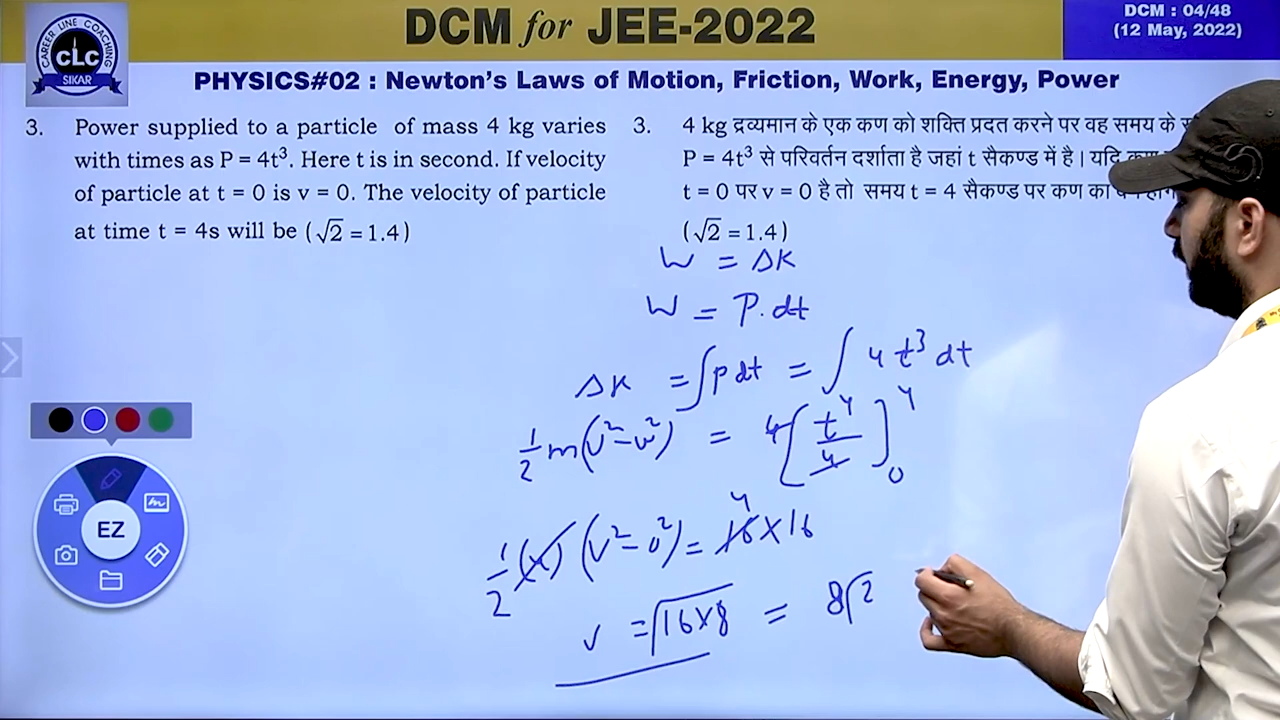 DCM for JEE-2022
DCM : 04/48
(12 May, 2022)
CAREER LINE COACHING
CLC
SIKAR
PHYSICS#02 : Newton's Laws of Motion, Friction, Work, Energy, Power
3. Power supplied to a particle of mass 4 kg varies
with times as P = 4t³. Here t is in second. If velocity
of particle at t = 0 is v = 0. The velocity of particle
at time t = 4s will be (√2 = 1.4)
3. 4 kg द्रव्यमान के एक कण को शक्ति प्रदत करने पर वह समय के
P = 4t³ से परिवर्तन दर्शाता है जहां t सैकण्ड में है। यदि
t = 0 पर v = 0 है तो समय t = 4 सैकण्ड पर कण का
(√2 = 1.4)
W = ΔK
W = P.dt
ΔK = ∫P dt = ∫ 4 t³ dt
½ m(v²-u²) = 4[t⁴/4]₀⁴
½ (4) (v²-0²) = 16 4 X 16
v = √16×8 = 8√2
EZ